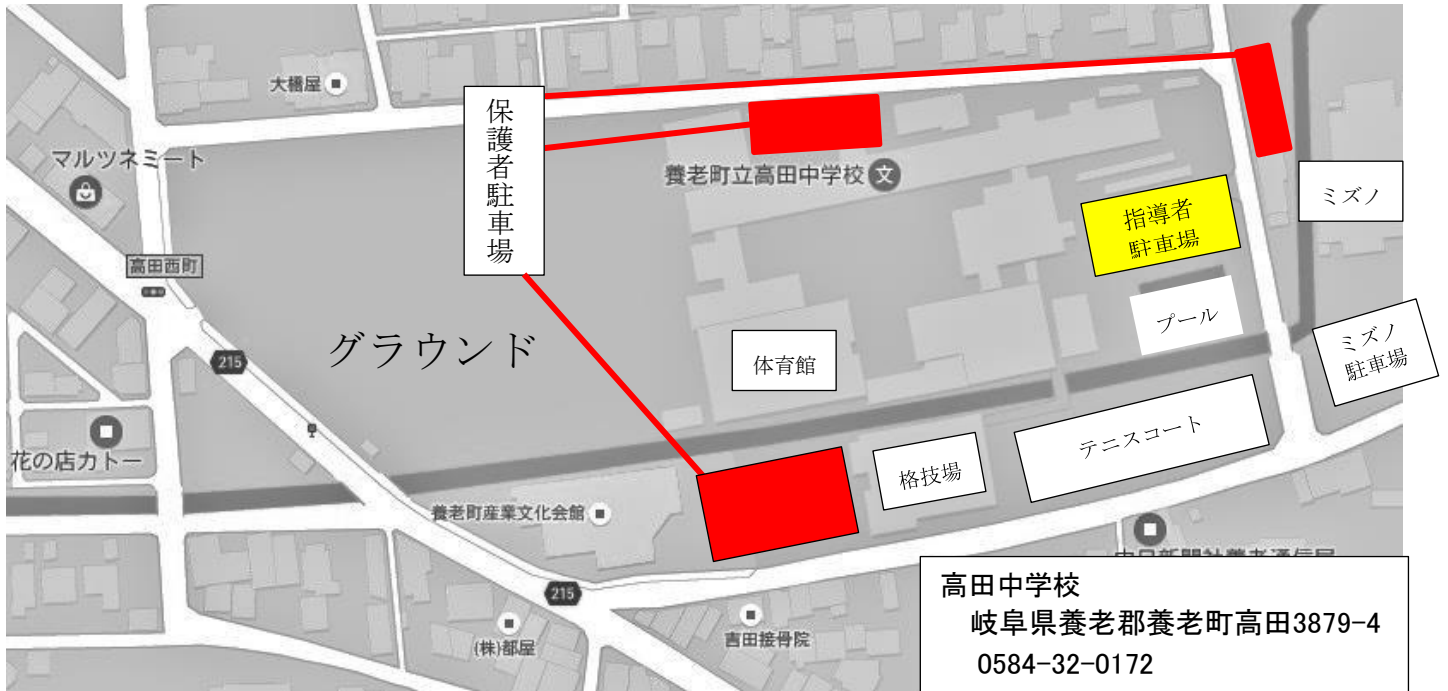 大橋屋
マルツネミート
高田西町
保護者駐車場
養老町立高田中学校 文
ミズノ
指導者
駐車場
プール
ミズノ
駐車場
215
グラウンド
体育館
テニスコート
花の店カトー
格技場
養老町産業文化会館
215
(株)都屋
吉田接骨院
高田中学校
岐阜県養老郡養老町高田3879-4
0584-32-0172